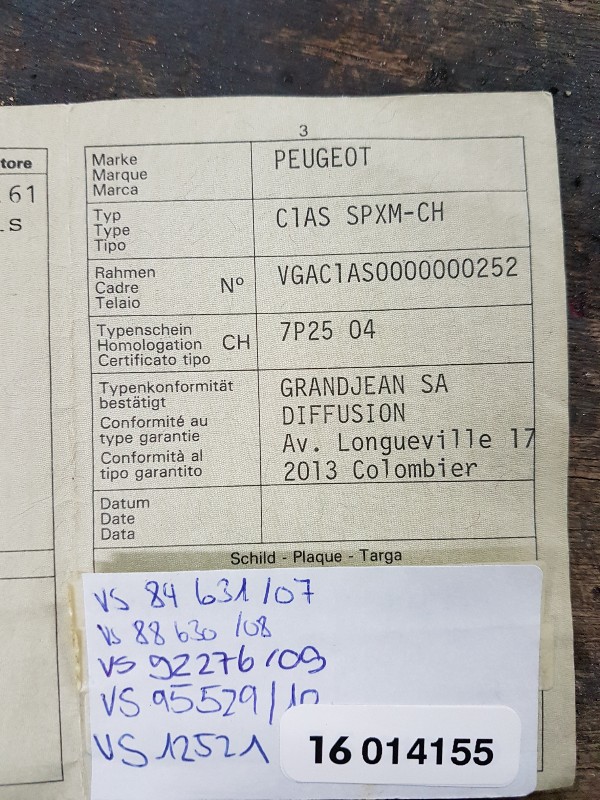 3
tore
61
s
Marke
Marque
Marca
PEUGEOT
Typ
Type
Tipo
C1AS SPXM-CH
Rahmen
Cadre
Telaio
Nº
VGAC1AS0000000252
Typenschein
Homologation
Certificato tipo
CH
7P25 04
Typenkonformität
bestätigt
Conformité au
type garantie
Conformità al
tipo garantito
GRANDJEAN SA
DIFFUSION
Av. Longueville 17
2013 Colombier
Datum
Date
Data
Schild - Plaque - Targa
VS 84 631 /07
VS 88 630 /08
VS 92276 /09
VS 95529 /10
VS 12521
16 014155